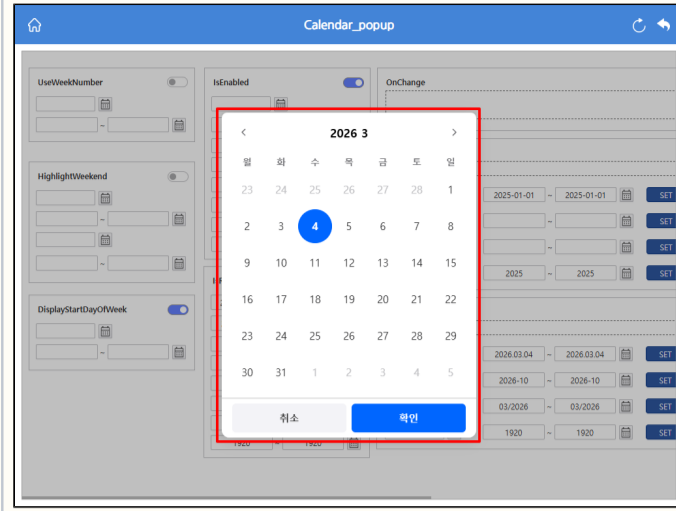 Calendar_popup
UseWeekNumber
~
HighlightWeekend
~
~
DisplayStartDayOfWeek
~
IsEnabled
OnChange
2026 3
월 화 수 목 금 토 일
23 24 25 26 27 28 1
2 3 4 5 6 7 8
9 10 11 12 13 14 15
16 17 18 19 20 21 22
23 24 25 26 27 28 29
30 31 1 2 3 4 5
취소 확인
1920 ~ 1920
2025-01-01 ~ 2025-01-01 SET
~ SET
~ SET
2025 ~ 2025 SET
2026.03.04 ~ 2026.03.04 SET
2026-10 ~ 2026-10 SET
03/2026 ~ 03/2026 SET
1920 ~ 1920 SET